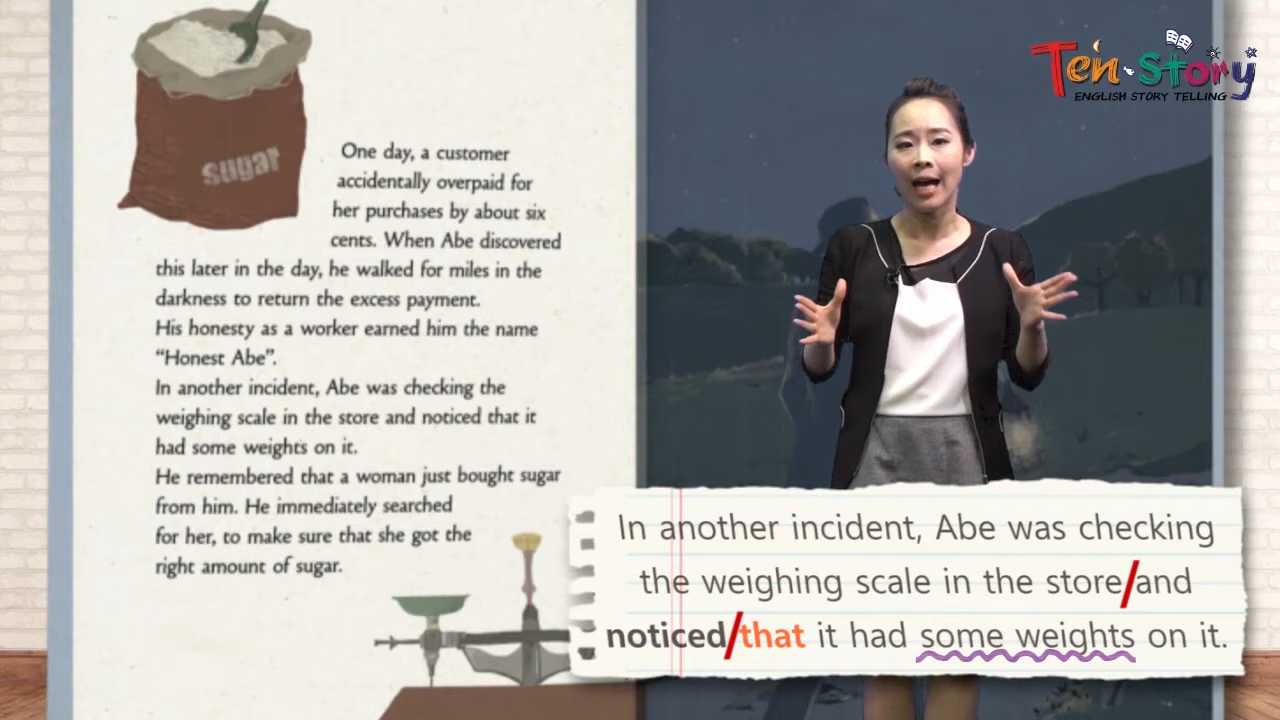 Ten Story
ENGLISH STORY TELLING
sugar
One day, a customer
accidentally overpaid for
her purchases by about six
cents. When Abe discovered
this later in the day, he walked for miles in the
darkness to return the excess payment.
His honesty as a worker earned him the name
“Honest Abe”.
In another incident, Abe was checking the
weighing scale in the store and noticed that it
had some weights on it.
He remembered that a woman just bought sugar
from him. He immediately searched
for her, to make sure that she got the
right amount of sugar.
In another incident, Abe was checking
the weighing scale in the store/and
noticed/that it had some weights on it.